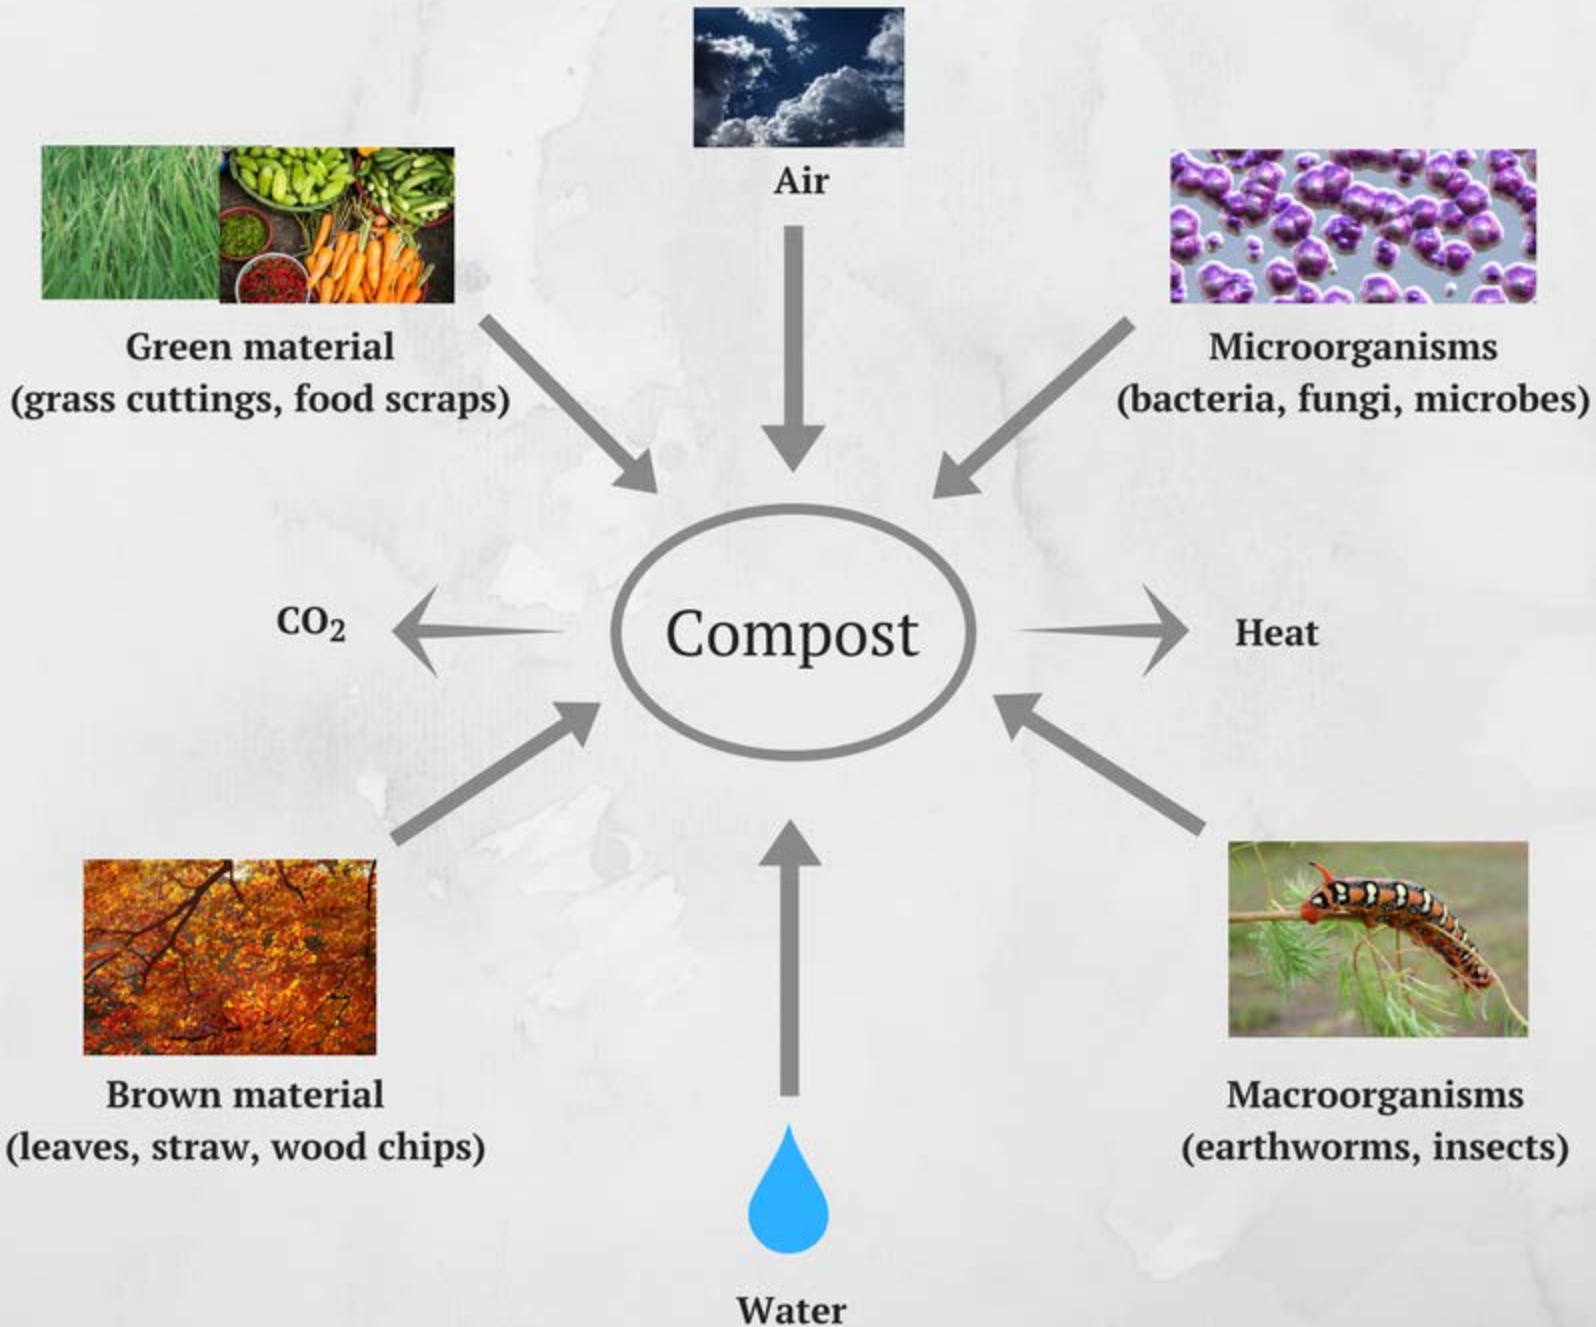 Air
Green material
(grass cuttings, food scraps)
Microorganisms
(bacteria, fungi, microbes)
CO₂
Compost
Heat
Brown material
(leaves, straw, wood chips)
Macroorganisms
(earthworms, insects)
Water